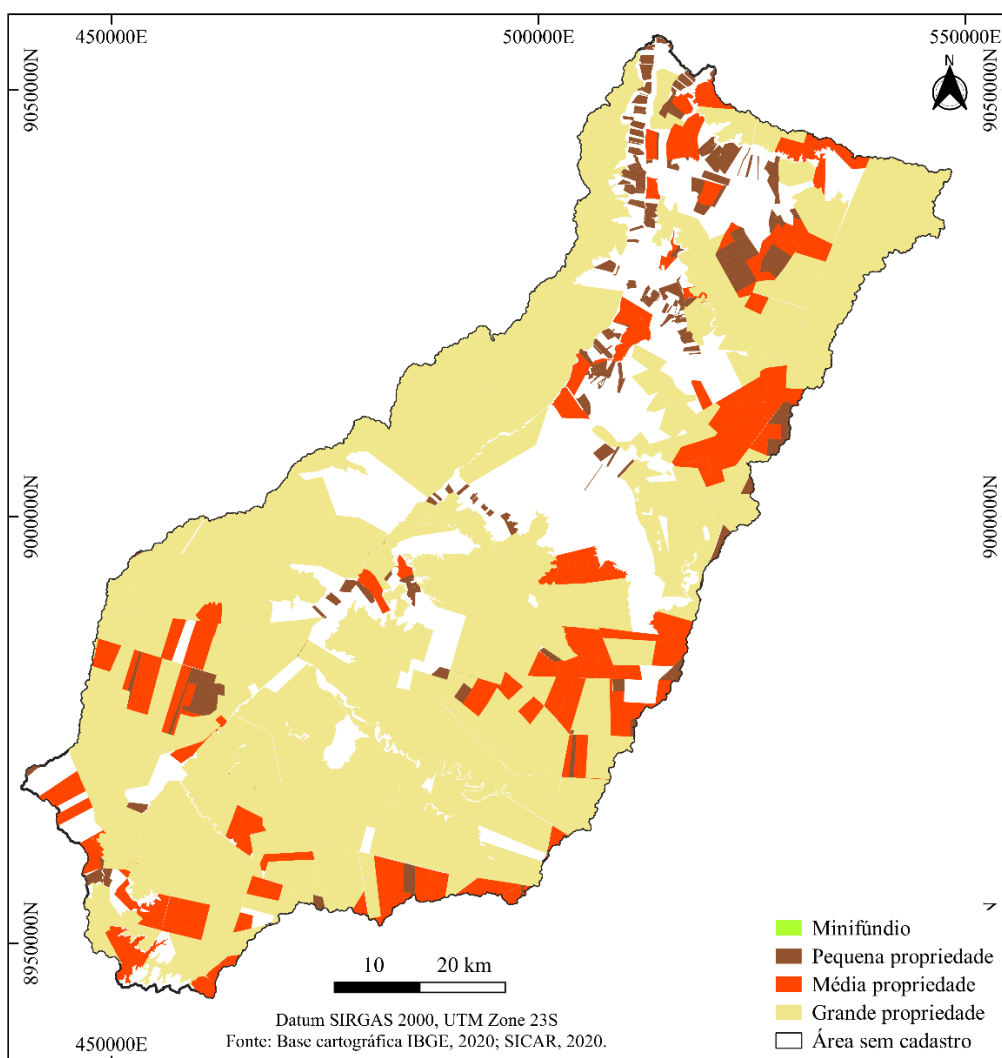 450000E 500000E 550000E
9050000N 9050000N
N
9000000N 9000000N
8950000N
Minifúndio
Pequena propriedade
Média propriedade
Grande propriedade
Área sem cadastro
10 20 km
Datum SIRGAS 2000, UTM Zone 23S
Fonte: Base cartográfica IBGE, 2020; SICAR, 2020.
450000E